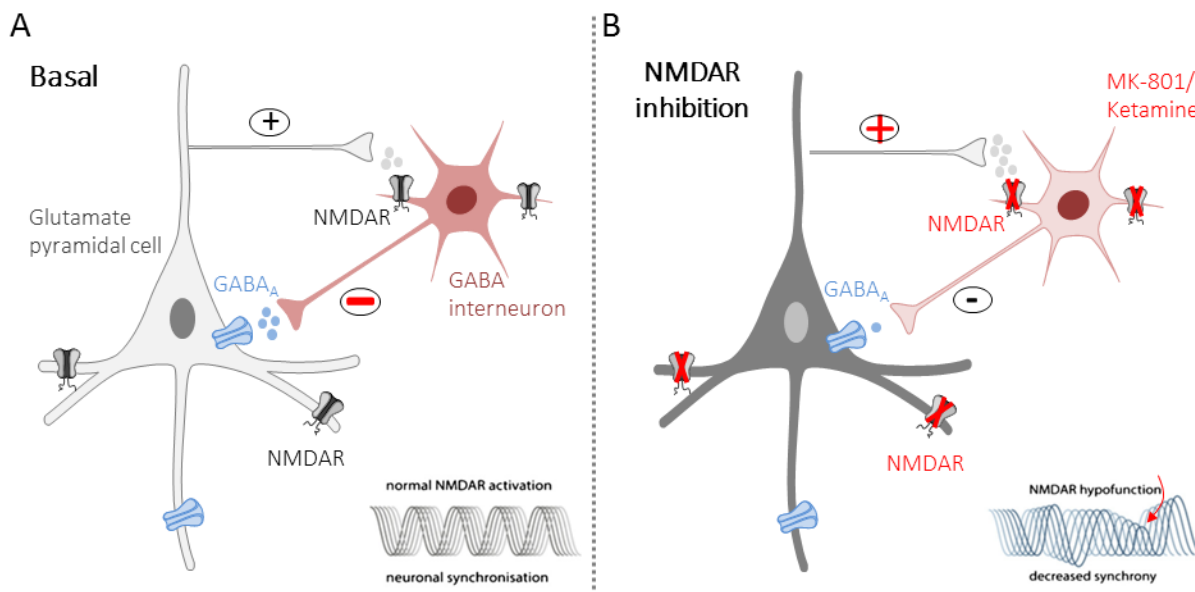 A
Basal
+
NMDAR
Glutamate
pyramidal cell
GABA
interneuron
GABAA
-
NMDAR
normal NMDAR activation
neuronal synchronisation
B
NMDAR
inhibition
MK-801/
Ketamine
+
NMDAR
GABAA
-
NMDAR
NMDAR hypofunction
decreased synchrony